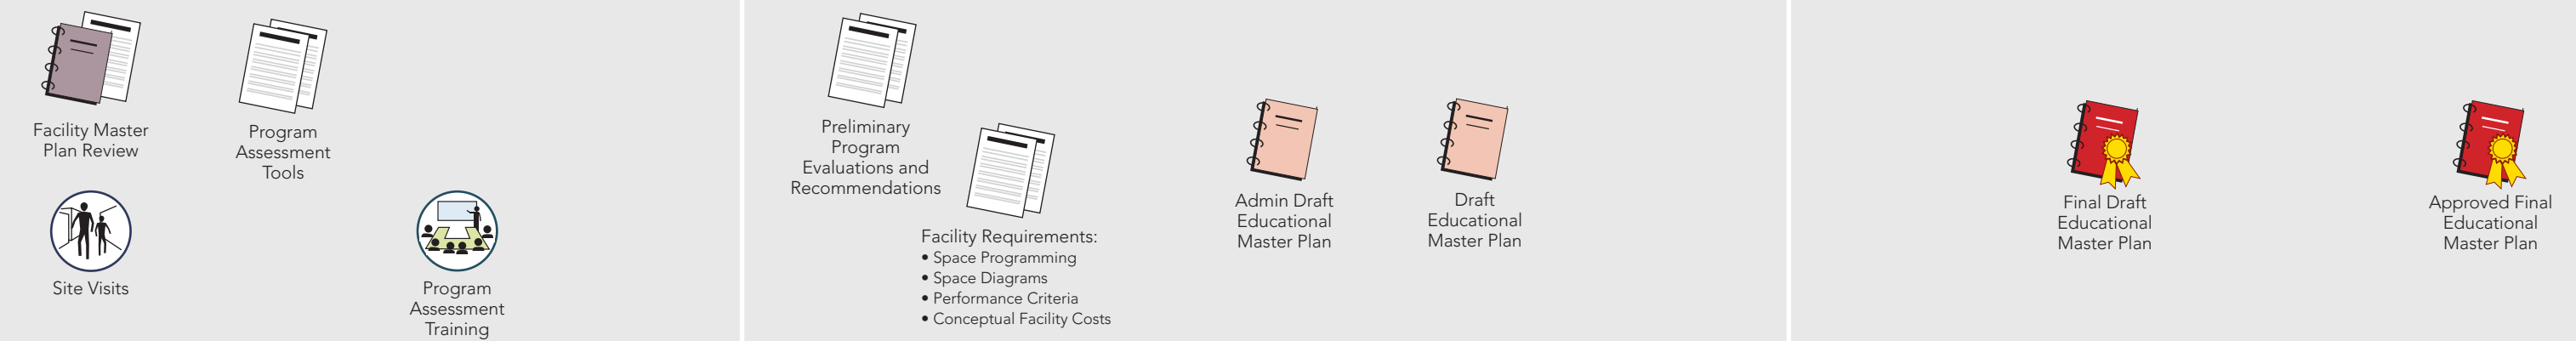 Facility Master
Plan Review
Program
Assessment
Tools
Site Visits
Program
Assessment
Training
Preliminary
Program
Evaluations and
Recommendations
Facility Requirements:
• Space Programming
• Space Diagrams
• Performance Criteria
• Conceptual Facility Costs
Admin Draft
Educational
Master Plan
Draft
Educational
Master Plan
Final Draft
Educational
Master Plan
Approved Final
Educational
Master Plan